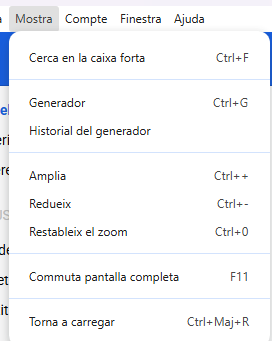 Mostra Compte Finestra Ajuda
Cerca en la caixa forta Ctrl+F
Generador Ctrl+G
Historial del generador
Amplia Ctrl++
Redueix Ctrl+-
Restableix el zoom Ctrl+0
Commuta pantalla completa F11
Torna a carregar Ctrl+Maj+R